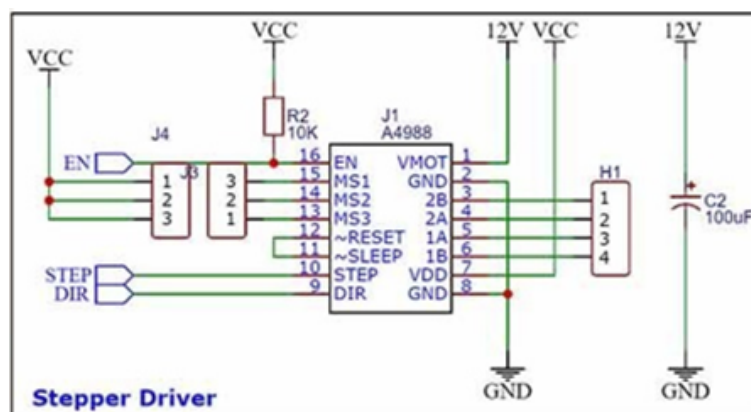 VCC
12V VCC
12V
VCC
R2
10K
J1
A4988
J4
J3
EN
16 EN VMOT 1
15 MS1 GND 2
14 MS2 2B 3
13 MS3 2A 4
12 ~RESET 1A 5
11 ~SLEEP 1B 6
10 STEP VDD 7
9 DIR GND 8
1 3
2 2
3 1
STEP
DIR
H1
1
2
3
4
C2
100uF
+
GND
GND
Stepper Driver